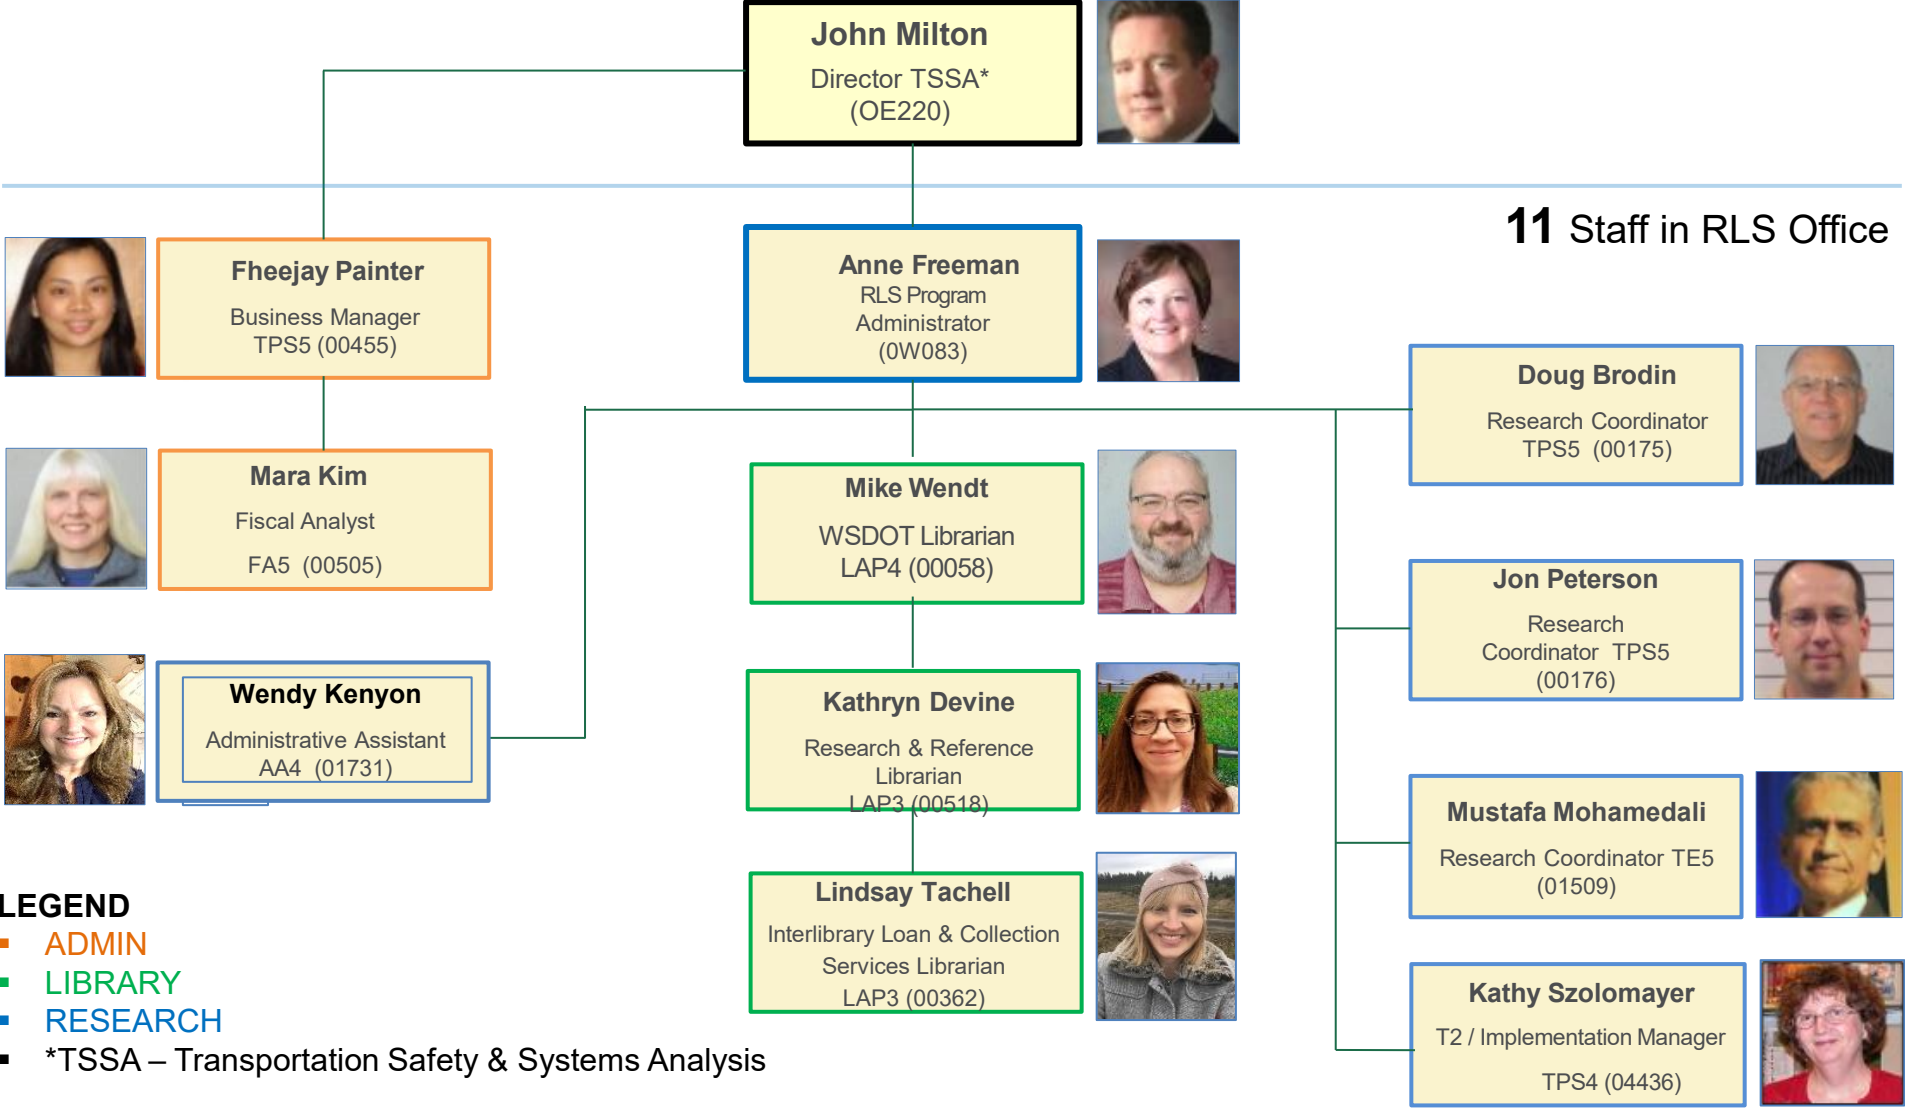 John Milton
Director TSSA*
(OE220)
11 Staff in RLS Office
Fheejay Painter
Business Manager
TPS5 (00455)
Anne Freeman
RLS Program
Administrator
(0W083)
Doug Brodin
Research Coordinator
TPS5 (00175)
Mara Kim
Fiscal Analyst
FA5 (00505)
Mike Wendt
WSDOT Librarian
LAP4 (00058)
Jon Peterson
Research
Coordinator TPS5
(00176)
Wendy Kenyon
Administrative Assistant
AA4 (01731)
Kathryn Devine
Research & Reference
Librarian
LAP3 (00518)
Mustafa Mohamedali
Research Coordinator TE5
(01509)
Lindsay Tachell
Interlibrary Loan & Collection
Services Librarian
LAP3 (00362)
Kathy Szolomayer
T2 / Implementation Manager
TPS4 (04436)
LEGEND
▪ ADMIN
▪ LIBRARY
▪ RESEARCH
▪ *TSSA – Transportation Safety & Systems Analysis